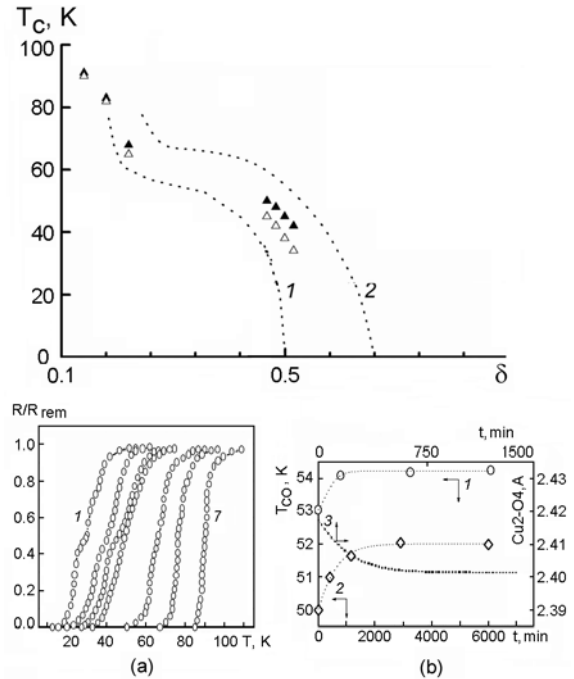 T_C, K
100
80
60
40
20
0
0.1
0.5
δ
1
2
R/R_rem
1.0
0.8
0.6
0.4
0.2
0.0
1
7
20 40 60 80 100 T, K
(a)
0 750 1500
t, min
T_CO, K
54
53
52
51
50
1
3
2
2.43
2.42
2.41
2.40
2.39
Cu2-O4,A
0 2000 4000 6000 t, min
(b)